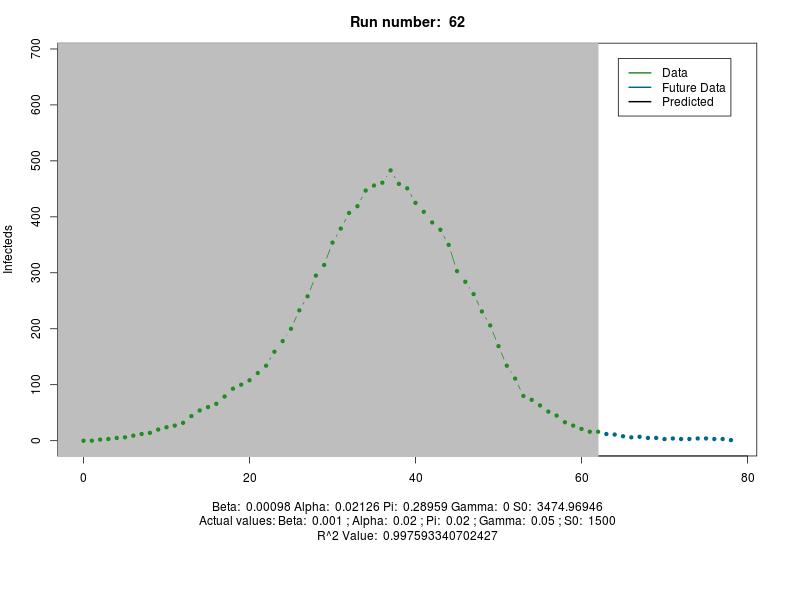 Run number: 62
700
600
500
400
300
200
100
0
Infecteds
Data
Future Data
Predicted
0 20 40 60 80
Beta: 0.00098 Alpha: 0.02126 Pi: 0.28959 Gamma: 0 S0: 3474.96946
Actual values: Beta: 0.001 ; Alpha: 0.02 ; Pi: 0.02 ; Gamma: 0.05 ; S0: 1500
R^2 Value: 0.997593340702427